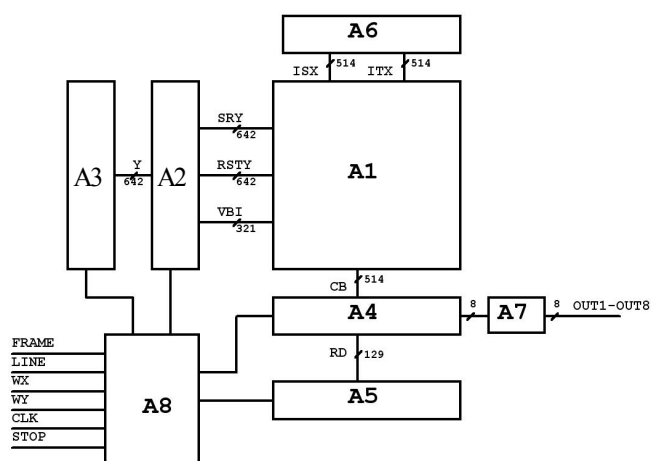 A6
ISX
514
ITX
514
SRY
642
A3
Y
642
A2
RSTY
642
A1
VBI
321
CB
514
A4
8
A7
8
OUT1-OUT8
RD
129
A5
FRAME
LINE
WX
WY
CLK
STOP
A8